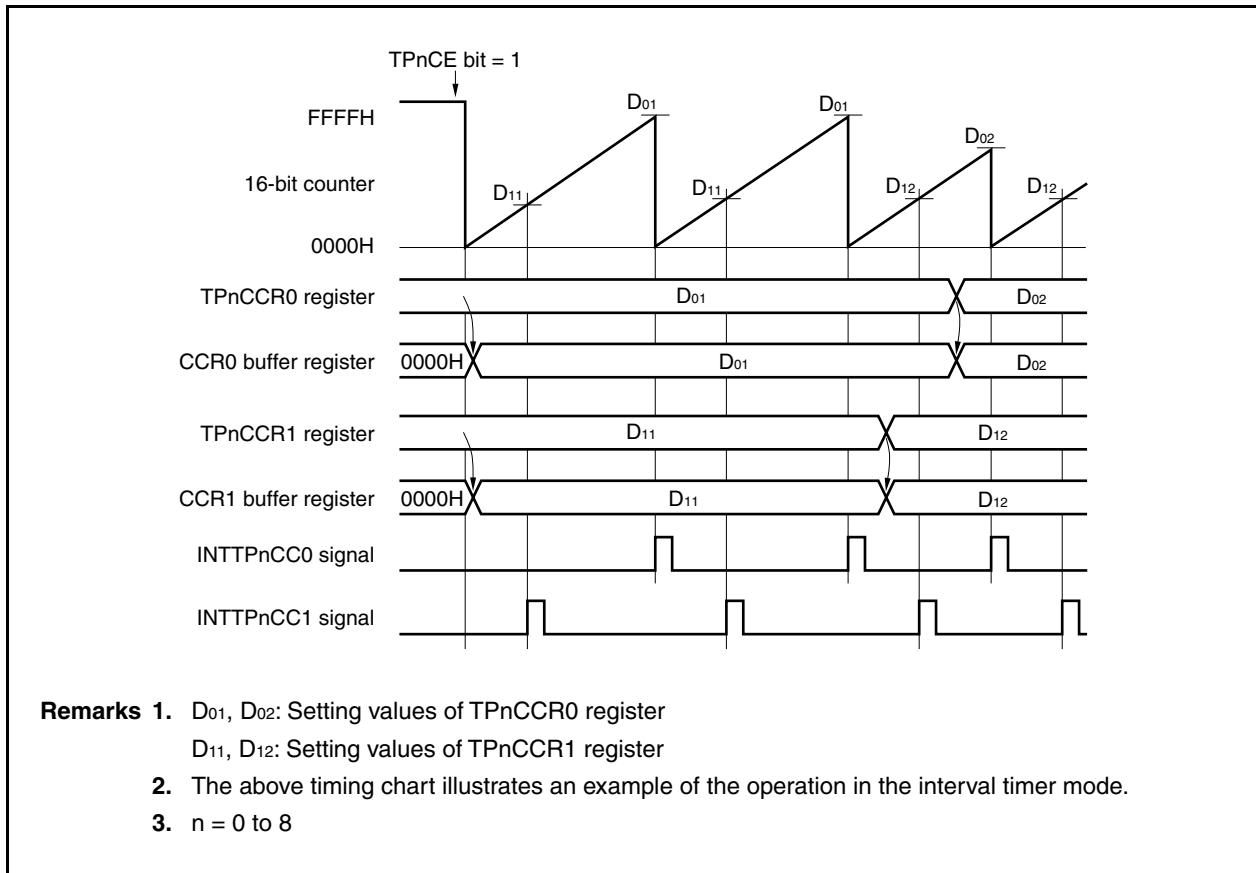 TPnCE bit = 1
FFFFH
D01
D01
D02
16-bit counter
D11
D11
D12
D12
0000H
TPnCCR0 register
D01
D02
CCR0 buffer register
0000H
D01
D02
TPnCCR1 register
D11
D12
CCR1 buffer register
0000H
D11
D12
INTTPnCC0 signal
INTTPnCC1 signal
Remarks 1. D01, D02: Setting values of TPnCCR0 register
D11, D12: Setting values of TPnCCR1 register
2. The above timing chart illustrates an example of the operation in the interval timer mode.
3. n = 0 to 8